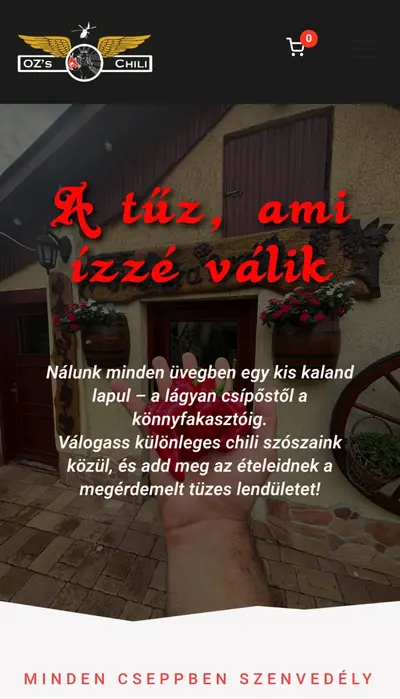 OZ's Chili
0
A tűz, ami
ízzé válik
Nálunk minden üvegben egy kis kaland
lapul – a lágyan csípőstől a
könnyfakasztóig.
Válogass különleges chili szószaink
közül, és add meg az ételeidnek a
megérdemelt tüzes lendületet!
MINDEN CSEPPBEN SZENVEDÉLY